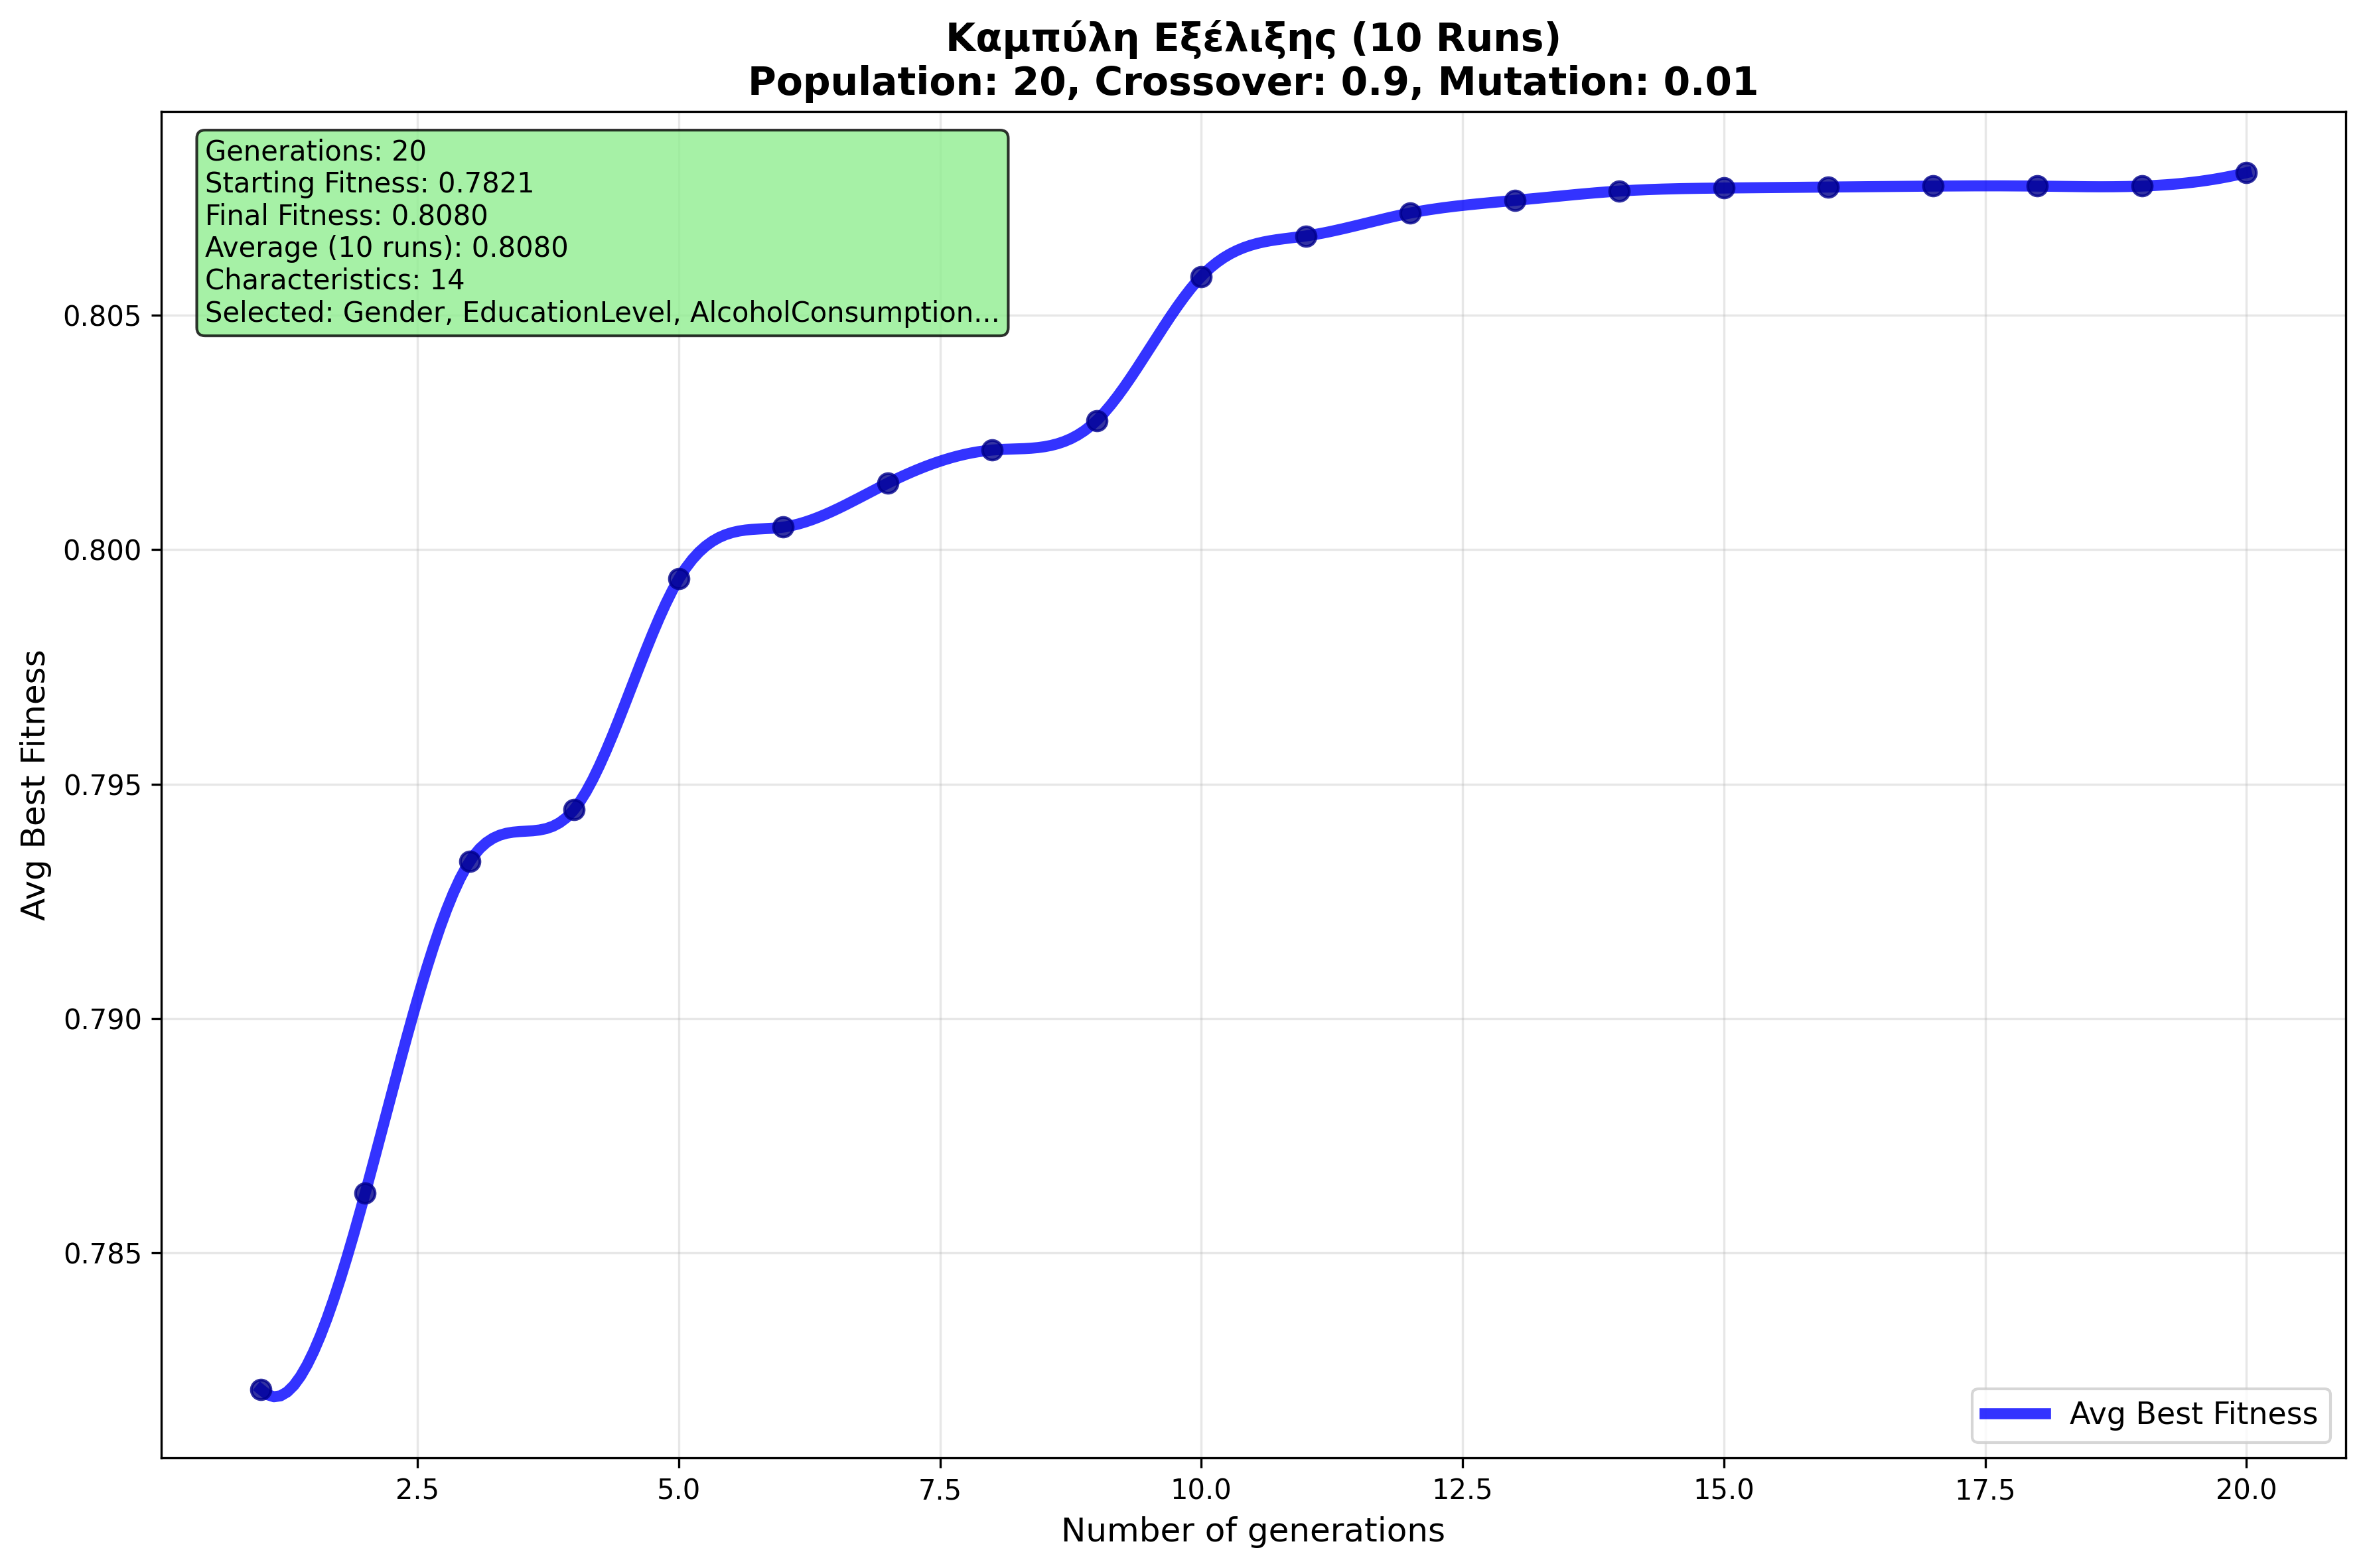 Καμπύλη Εξέλιξης (10 Runs)
Population: 20, Crossover: 0.9, Mutation: 0.01
Generations: 20
Starting Fitness: 0.7821
Final Fitness: 0.8080
Average (10 runs): 0.8080
Characteristics: 14
Selected: Gender, EducationLevel, AlcoholConsumption...
0.805
0.800
0.795
0.790
0.785
Avg Best Fitness
Avg Best Fitness
2.5 5.0 7.5 10.0 12.5 15.0 17.5 20.0
Number of generations